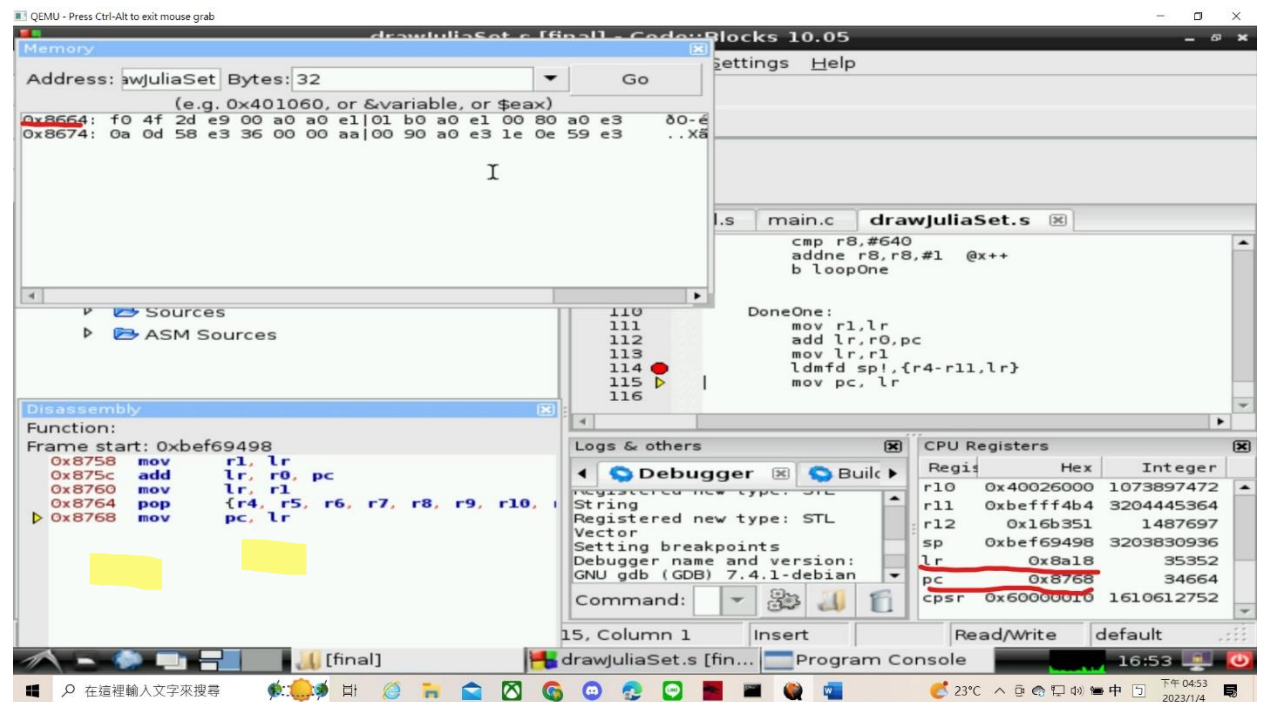 QEMU - Press Ctrl-Alt to exit mouse grab
drawJuliaSet.s [final] - Code::Blocks 10.05
Memory
Settings Help
Address: awJuliaSet Bytes: 32 Go
(e.g. 0x401060, or &variable, or $eax)
0x8664: f0 4f 2d e9 00 a0 a0 e1|01 b0 a0 e1 00 80 a0 e3 ðO-é
0x8674: 0a 0d 58 e3 36 00 00 aa|00 90 a0 e3 1e 0e 59 e3 ..Xã
l.s main.c drawJuliaSet.s
cmp r8,#640
addne r8,r8,#1 @x++
b loopOne
Sources
ASM Sources
110 DoneOne:
111 mov r1,lr
112 add lr,r0,pc
113 mov lr,r1
114 ldmfd sp!,{r4-r11,lr}
115 mov pc, lr
116
Disassembly
Function:
Frame start: 0xbef69498
0x8758 mov r1, lr
0x875c add lr, r0, pc
0x8760 mov lr, r1
0x8764 pop {r4, r5, r6, r7, r8, r9, r10,
0x8768 mov pc, lr
Logs & others
Debugger Build
Registered new type: STL
String
Registered new type: STL
Vector
Setting breakpoints
Debugger name and version:
GNU gdb (GDB) 7.4.1-debian
Command:
CPU Registers
Regis Hex Integer
r10 0x40026000 1073897472
r11 0xbefff4b4 3204445364
r12 0x16b351 1487697
sp 0xbef69498 3203830936
lr 0x8a18 35352
pc 0x8768 34664
cpsr 0x60000010 1610612752
15, Column 1 Insert Read/Write default
[final] drawJuliaSet.s [fin... Program Console 16:53
在這裡輸入文字來搜尋 23°C 中 下午 04:53
2023/1/4